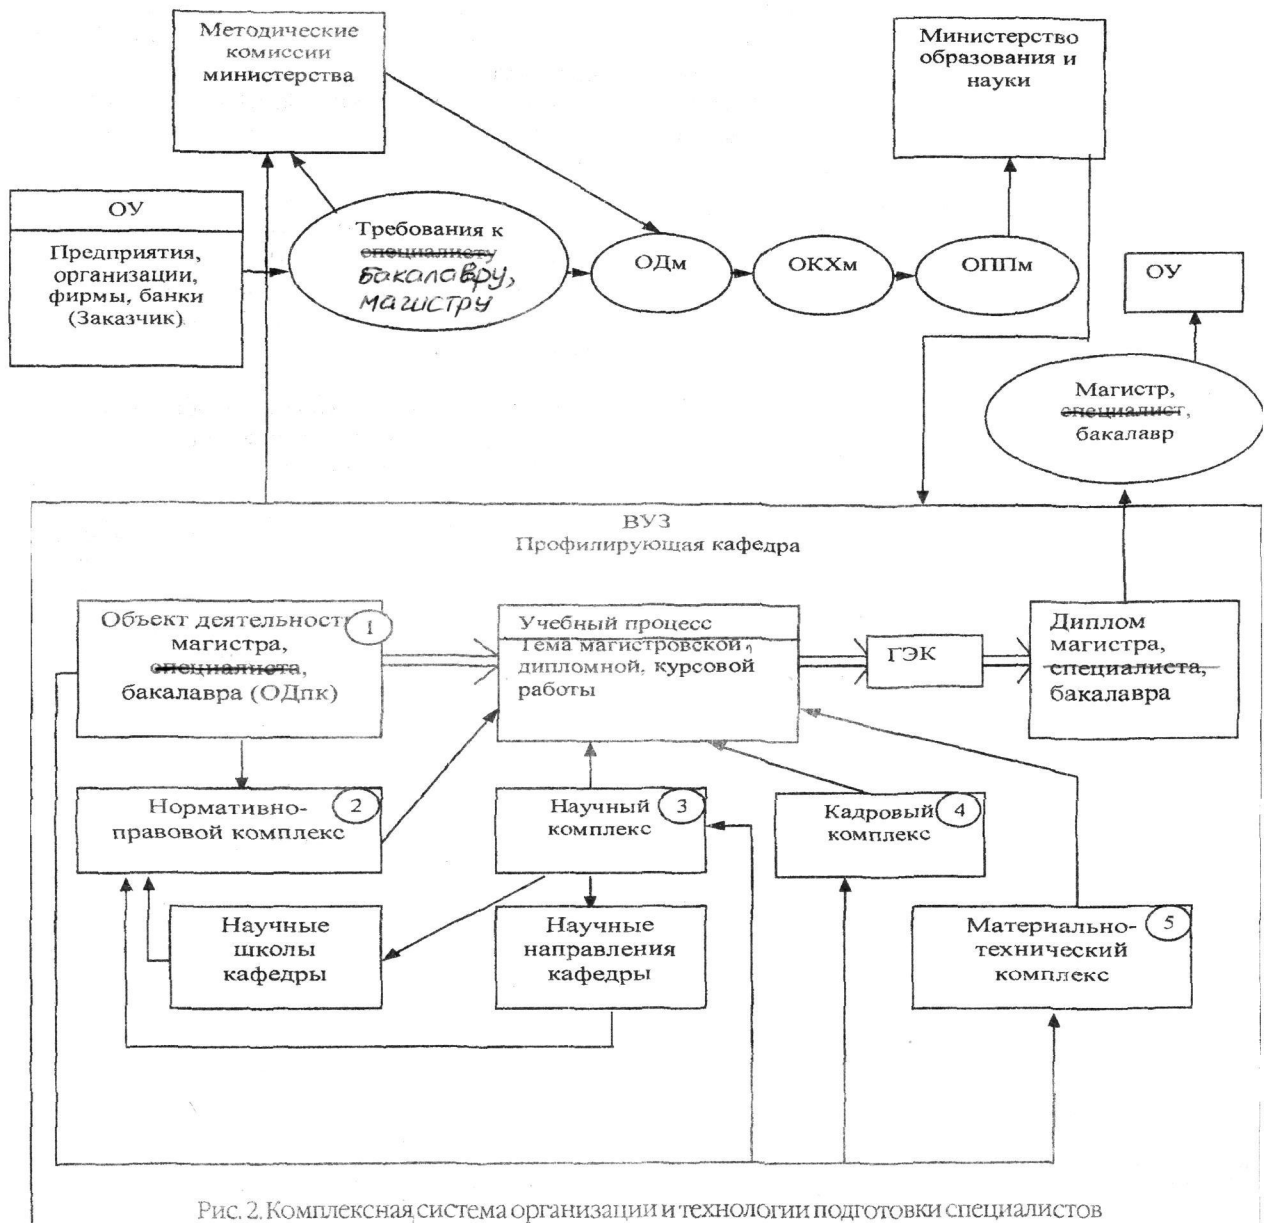 Методические
комиссии
министерства
Министерство
образования и
науки
ОУ
Предприятия,
организации,
фирмы, банки
(Заказчик)
Требования к
специалисту
бакалавру,
магистру
ОДм
ОКХм
ОППм
ОУ
Магистр,
специалист,
бакалавр
ВУЗ
Профилирующая кафедра
Объект деятельности
магистра,
специалиста,
бакалавра (ОДпк)
1
Учебный процесс
Тема магистровской,
дипломной, курсовой
работы
ГЭК
Диплом
магистра,
специалиста,
бакалавра
Нормативно-
правовой комплекс
2
Научный
комплекс
3
Кадровый
комплекс
4
Научные
школы
кафедры
Научные
направления
кафедры
Материально-
технический
комплекс
5
Рис. 2. Комплексная система организации и технологии подготовки специалистов